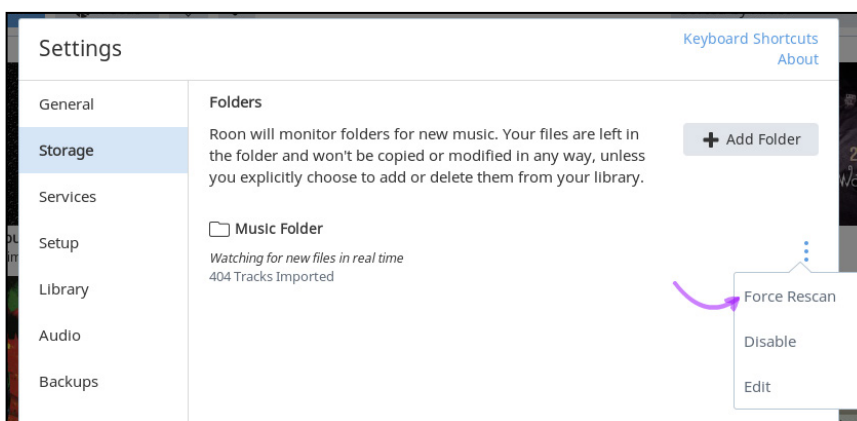 Settings
Keyboard Shortcuts
About
General
Storage
Services
Setup
Library
Audio
Backups
Folders
Roon will monitor folders for new music. Your files are left in
the folder and won't be copied or modified in any way, unless
you explicitly choose to add or delete them from your library.
Add Folder
Music Folder
Watching for new files in real time
404 Tracks Imported
Force Rescan
Disable
Edit